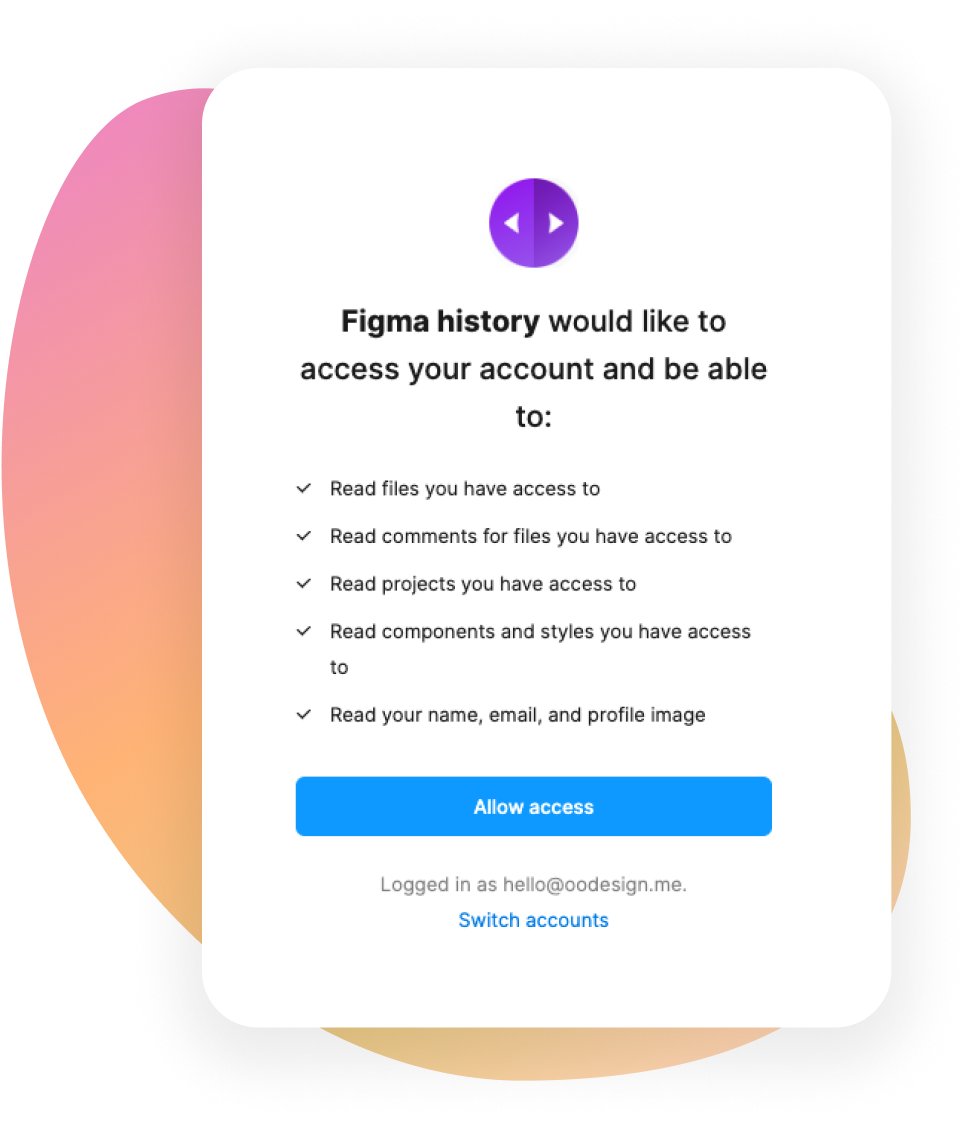 Figma history would like to
access your account and be able
to:
Read files you have access to
Read comments for files you have access to
Read projects you have access to
Read components and styles you have access
to
Read your name, email, and profile image
Allow access
Logged in as hello@oodesign.me.
Switch accounts